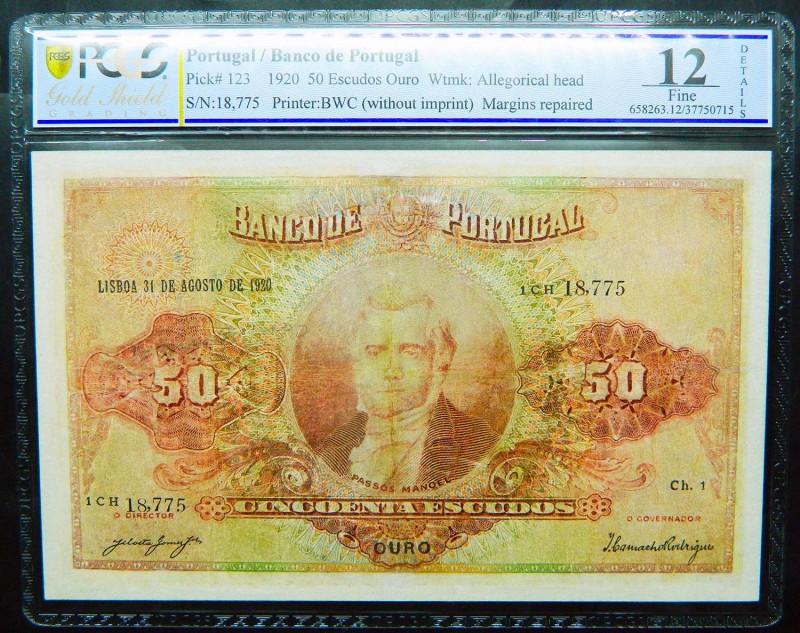 PCGS
Gold Shield
GRADING
Portugal / Banco de Portugal
Pick# 123 1920 50 Escudos Ouro Wtmk: Allegorical head
S/N:18,775 Printer:BWC (without imprint) Margins repaired
12
Fine
658263.12/37750715
DETAILS
BANCO DE PORTUGAL
LISBOA 31 DE AGOSTO DE 1920
1CH 18,775
50
50
PASSOS MANOEL
Ch. 1
1CH 18,775
CINCOENTA ESCUDOS
O DIRECTOR
O GOVERNADOR
OURO